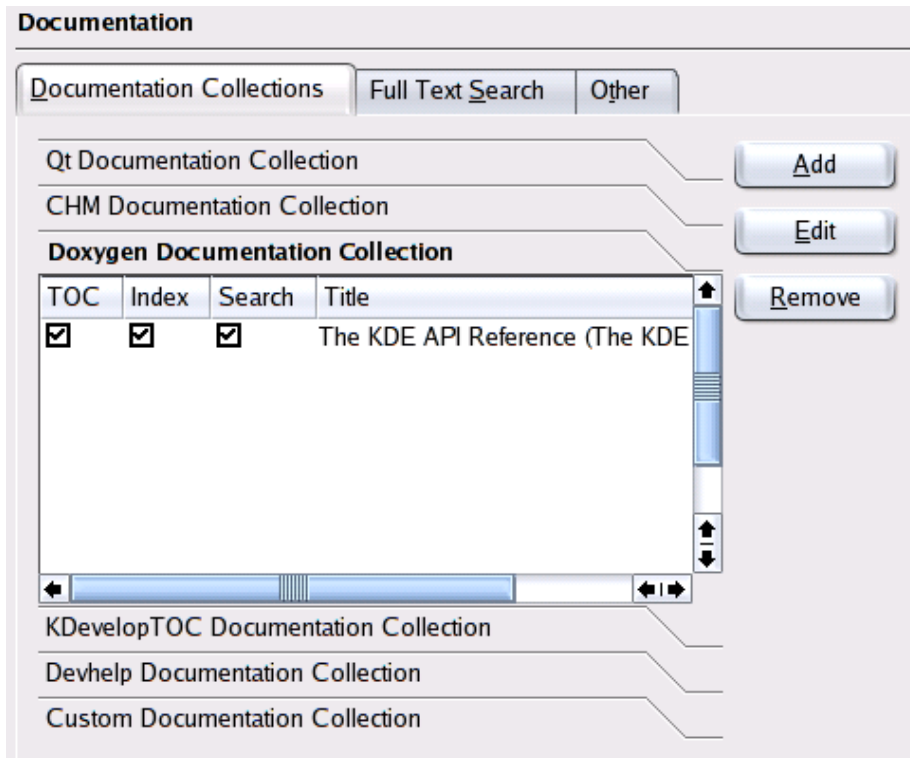 Documentation
Documentation Collections Full Text Search Other
Qt Documentation Collection
Add
CHM Documentation Collection
Edit
Doxygen Documentation Collection
TOC Index Search Title
Remove
The KDE API Reference (The KDE
KDevelopTOC Documentation Collection
Devhelp Documentation Collection
Custom Documentation Collection